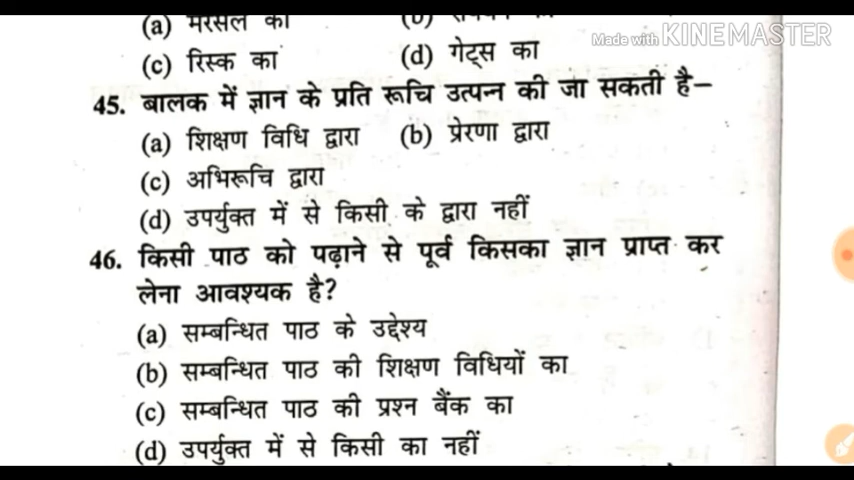 (a) मरसेल का (b)
Made with KINEMASTER
(c) रिस्क का (d) गेट्स का
45. बालक में ज्ञान के प्रति रूचि उत्पन्न की जा सकती है–
(a) शिक्षण विधि द्वारा (b) प्रेरणा द्वारा
(c) अभिरूचि द्वारा
(d) उपर्युक्त में से किसी के द्वारा नहीं
46. किसी पाठ को पढ़ाने से पूर्व किसका ज्ञान प्राप्त कर
लेना आवश्यक है?
(a) सम्बन्धित पाठ के उद्देश्य
(b) सम्बन्धित पाठ की शिक्षण विधियों का
(c) सम्बन्धित पाठ की प्रश्न बैंक का
(d) उपर्युक्त में से किसी का नहीं